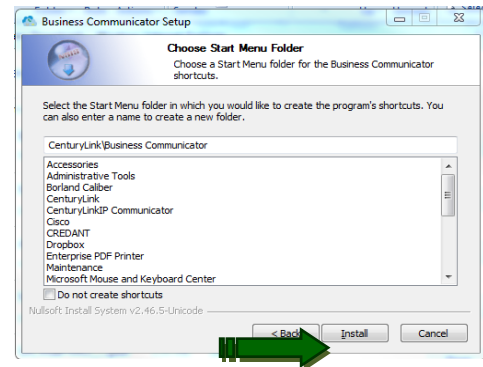 Business Communicator Setup
Choose Start Menu Folder
Choose a Start Menu folder for the Business Communicator
shortcuts.
Select the Start Menu folder in which you would like to create the program's shortcuts. You
can also enter a name to create a new folder.
CenturyLink\Business Communicator
Accessories
Administrative Tools
Borland Caliber
CenturyLink
CenturyLinkIP Communicator
Cisco
CREDANT
Dropbox
Enterprise PDF Printer
Maintenance
Microsoft Mouse and Keyboard Center
Do not create shortcuts
Nullsoft Install System v2.46.5-Unicode
< Back Install Cancel